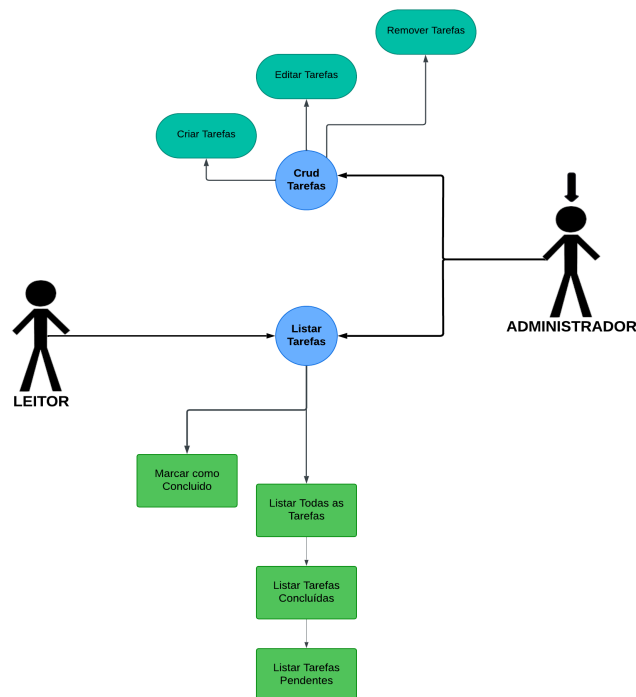 Remover Tarefas
Editar Tarefas
Criar Tarefas
Crud
Tarefas
ADMINISTRADOR
Listar
Tarefas
LEITOR
Marcar como
Concluido
Listar Todas as
Tarefas
Listar Tarefas
Concluídas
Listar Tarefas
Pendentes